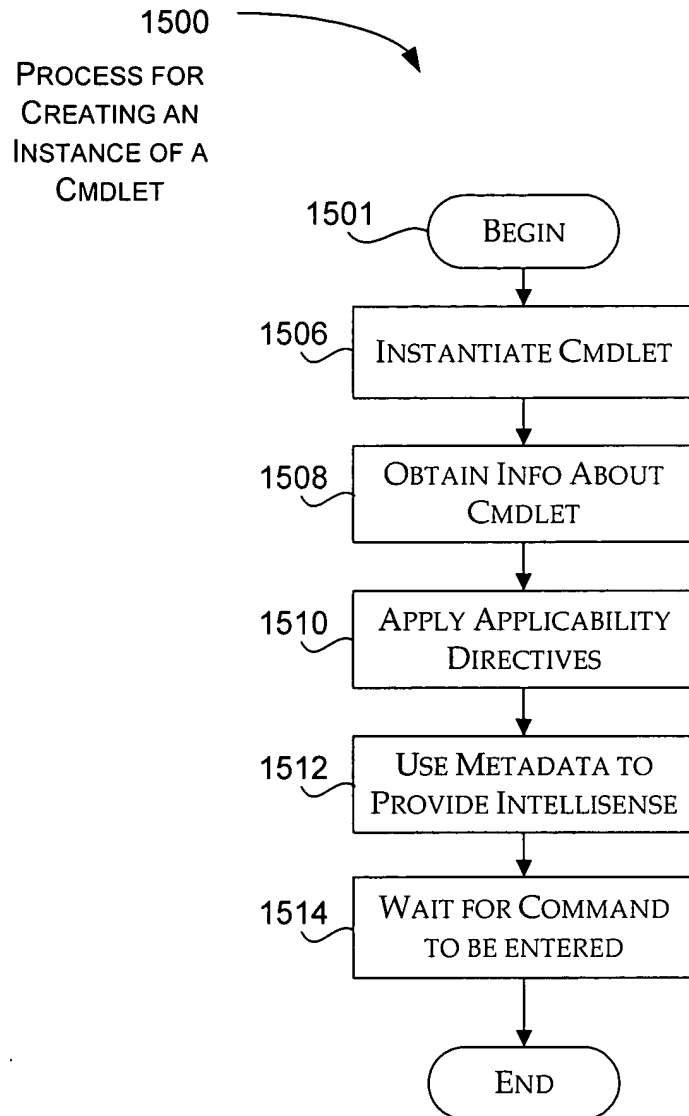 1500
PROCESS FOR
CREATING AN
INSTANCE OF A
CMDLET
1501
BEGIN
1506
INSTANTIATE CMDLET
1508
OBTAIN INFO ABOUT
CMDLET
1510
APPLY APPLICABILITY
DIRECTIVES
1512
USE METADATA TO
PROVIDE INTELLISENSE
1514
WAIT FOR COMMAND
TO BE ENTERED
END